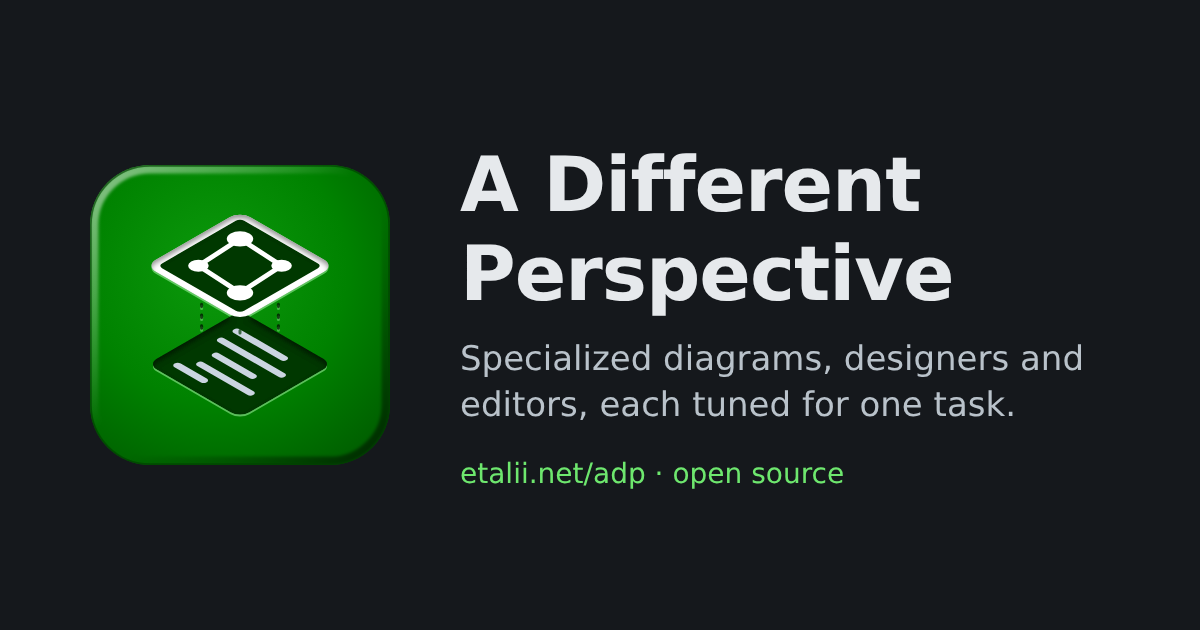 A Different
Perspective
Specialized diagrams, designers and
editors, each tuned for one task.
etalii.net/adp · open source